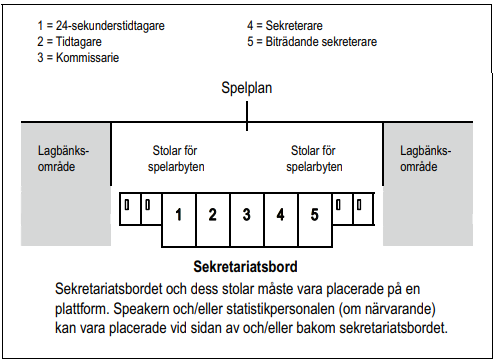 1 = 24-sekunderstidtagare
2 = Tidtagare
3 = Kommissarie
4 = Sekreterare
5 = Biträdande sekreterare
Spelplan
Lagbänks-
område
Stolar för
spelarbyten
Stolar för
spelarbyten
Lagbänks-
område
1 2 3 4 5
Sekretariatsbord
Sekretariatsbordet och dess stolar måste vara placerade på en
plattform. Speakern och/eller statistikpersonalen (om närvarande)
kan vara placerade vid sidan av och/eller bakom sekretariatsbordet.